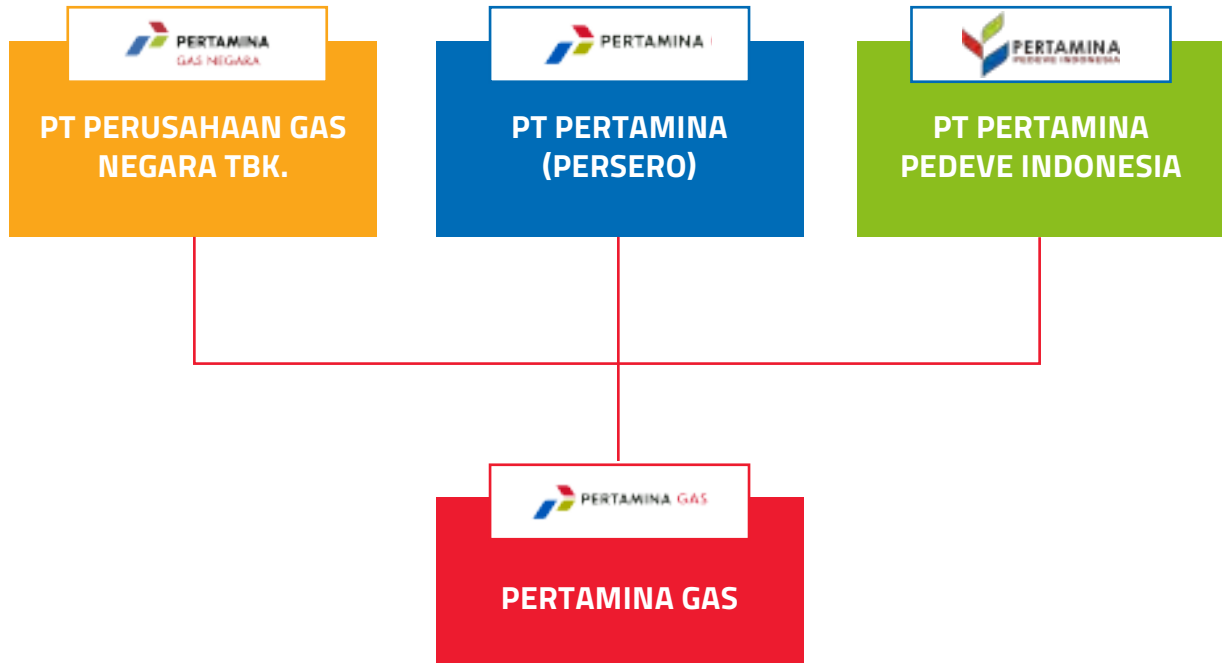 PERTAMINA
GAS NEGARA
PT PERUSAHAAN GAS
NEGARA TBK.
PERTAMINA
PT PERTAMINA
(PERSERO)
PERTAMINA
PEDEVE INDONESIA
PT PERTAMINA
PEDEVE INDONESIA
PERTAMINA GAS
PERTAMINA GAS